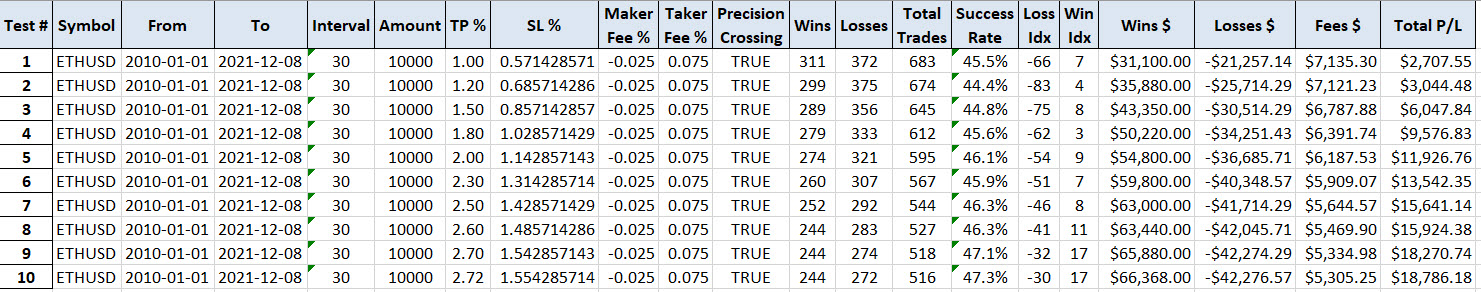 Test # Symbol From To Interval Amount TP % SL % Maker Fee % Taker Fee % Precision Crossing Wins Losses Total Trades Success Rate Loss Idx Win Idx Wins $ Losses $ Fees $ Total P/L
1 ETHUSD 2010-01-01 2021-12-08 30 10000 1.00 0.571428571 -0.025 0.075 TRUE 311 372 683 45.5% -66 7 $31,100.00 -$21,257.14 $7,135.30 $2,707.55
2 ETHUSD 2010-01-01 2021-12-08 30 10000 1.20 0.685714286 -0.025 0.075 TRUE 299 375 674 44.4% -83 4 $35,880.00 -$25,714.29 $7,121.23 $3,044.48
3 ETHUSD 2010-01-01 2021-12-08 30 10000 1.50 0.857142857 -0.025 0.075 TRUE 289 356 645 44.8% -75 8 $43,350.00 -$30,514.29 $6,787.88 $6,047.84
4 ETHUSD 2010-01-01 2021-12-08 30 10000 1.80 1.028571429 -0.025 0.075 TRUE 279 333 612 45.6% -62 3 $50,220.00 -$34,251.43 $6,391.74 $9,576.83
5 ETHUSD 2010-01-01 2021-12-08 30 10000 2.00 1.142857143 -0.025 0.075 TRUE 274 321 595 46.1% -54 9 $54,800.00 -$36,685.71 $6,187.53 $11,926.76
6 ETHUSD 2010-01-01 2021-12-08 30 10000 2.30 1.314285714 -0.025 0.075 TRUE 260 307 567 45.9% -51 7 $59,800.00 -$40,348.57 $5,909.07 $13,542.35
7 ETHUSD 2010-01-01 2021-12-08 30 10000 2.50 1.428571429 -0.025 0.075 TRUE 252 292 544 46.3% -46 8 $63,000.00 -$41,714.29 $5,644.57 $15,641.14
8 ETHUSD 2010-01-01 2021-12-08 30 10000 2.60 1.485714286 -0.025 0.075 TRUE 244 283 527 46.3% -41 11 $63,440.00 -$42,045.71 $5,469.90 $15,924.38
9 ETHUSD 2010-01-01 2021-12-08 30 10000 2.70 1.542857143 -0.025 0.075 TRUE 244 274 518 47.1% -32 17 $65,880.00 -$42,274.29 $5,334.98 $18,270.74
10 ETHUSD 2010-01-01 2021-12-08 30 10000 2.72 1.554285714 -0.025 0.075 TRUE 244 272 516 47.3% -30 17 $66,368.00 -$42,276.57 $5,305.25 $18,786.18